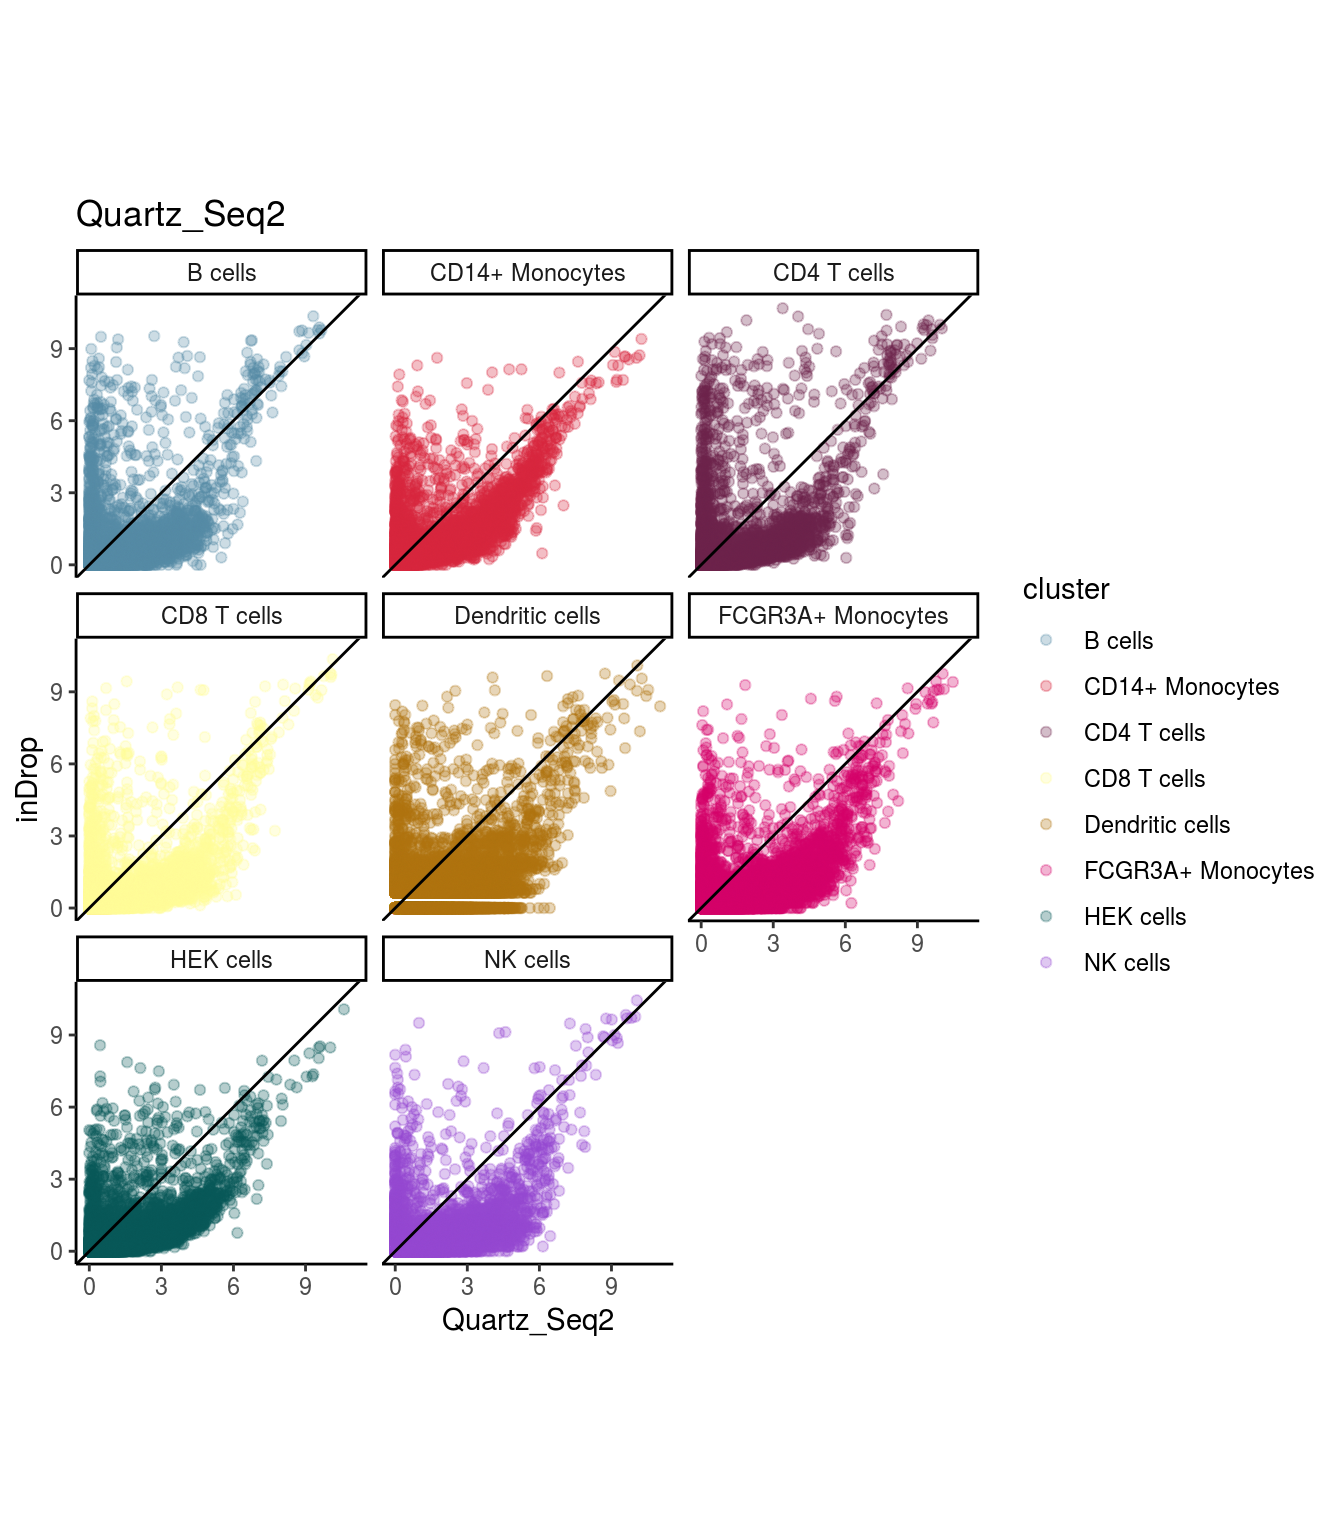 Quartz_Seq2
B cells
CD14+ Monocytes
CD4 T cells
9
6
3
0
CD8 T cells
Dendritic cells
FCGR3A+ Monocytes
9
6
3
0
0 3 6 9
HEK cells
NK cells
9
6
3
0
0 3 6 9
0 3 6 9
inDrop
Quartz_Seq2
cluster
B cells
CD14+ Monocytes
CD4 T cells
CD8 T cells
Dendritic cells
FCGR3A+ Monocytes
HEK cells
NK cells